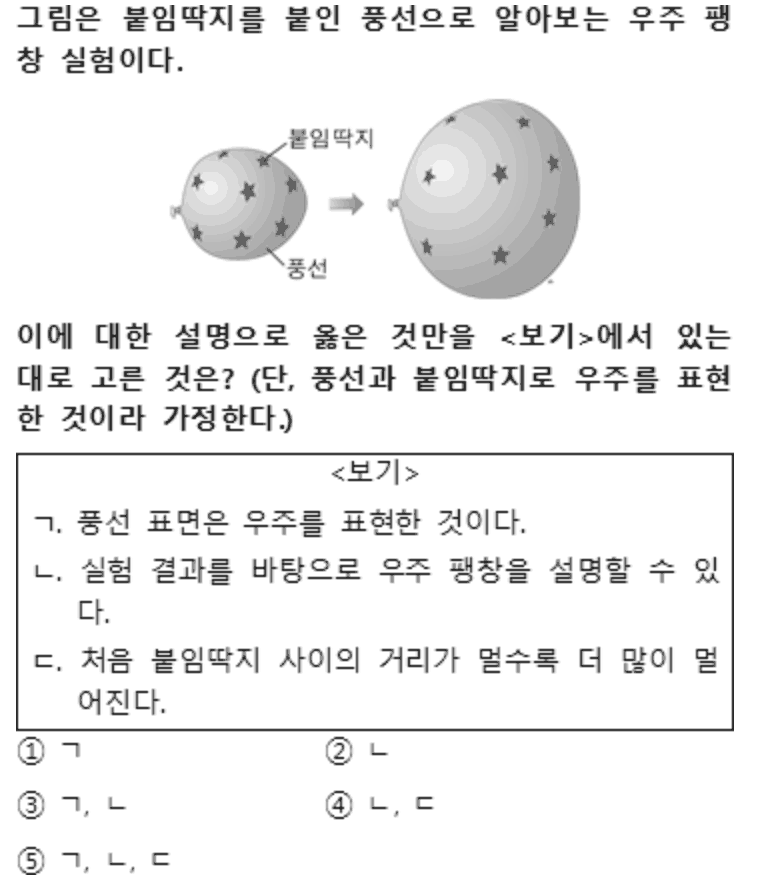 그림은 붙임딱지를 붙인 풍선으로 알아보는 우주 팽
창 실험이다.
붙임딱지
풍선
이에 대한 설명으로 옳은 것만을 <보기>에서 있는
대로 고른 것은? (단, 풍선과 붙임딱지로 우주를 표현
한 것이라 가정한다.)
<보기>
ㄱ. 풍선 표면은 우주를 표현한 것이다.
ㄴ. 실험 결과를 바탕으로 우주 팽창을 설명할 수 있
다.
ㄷ. 처음 붙임딱지 사이의 거리가 멀수록 더 많이 멀
어진다.
① ㄱ ② ㄴ
③ ㄱ, ㄴ ④ ㄴ, ㄷ
⑤ ㄱ, ㄴ, ㄷ